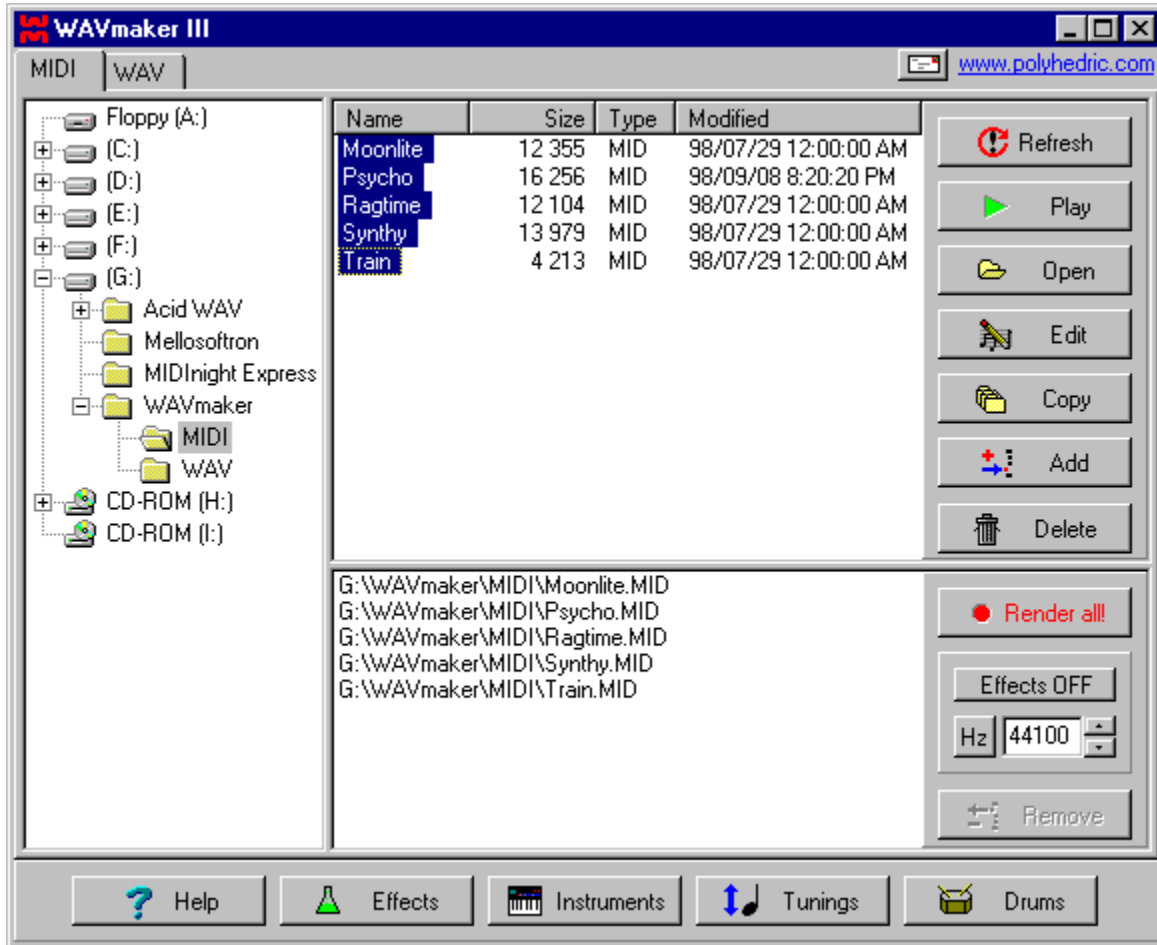 WAVmaker III
MIDI WAV www.polyhedric.com
Floppy (A:)
(C:)
(D:)
(E:)
(F:)
(G:)
Acid WAV
Mellosoftron
MIDInight Express
WAVmaker
MIDI
WAV
CD-ROM (H:)
CD-ROM (I:)
Name Size Type Modified
Moonlite 12 355 MID 98/07/29 12:00:00 AM
Psycho 16 256 MID 98/09/08 8:20:20 PM
Ragtime 12 104 MID 98/07/29 12:00:00 AM
Synthy 13 979 MID 98/07/29 12:00:00 AM
Train 4 213 MID 98/07/29 12:00:00 AM
Refresh
Play
Open
Edit
Copy
Add
Delete
G:\WAVmaker\MIDI\Moonlite.MID
G:\WAVmaker\MIDI\Psycho.MID
G:\WAVmaker\MIDI\Ragtime.MID
G:\WAVmaker\MIDI\Synthy.MID
G:\WAVmaker\MIDI\Train.MID
Render all!
Effects OFF
Hz 44100
Remove
Help Effects Instruments Tunings Drums